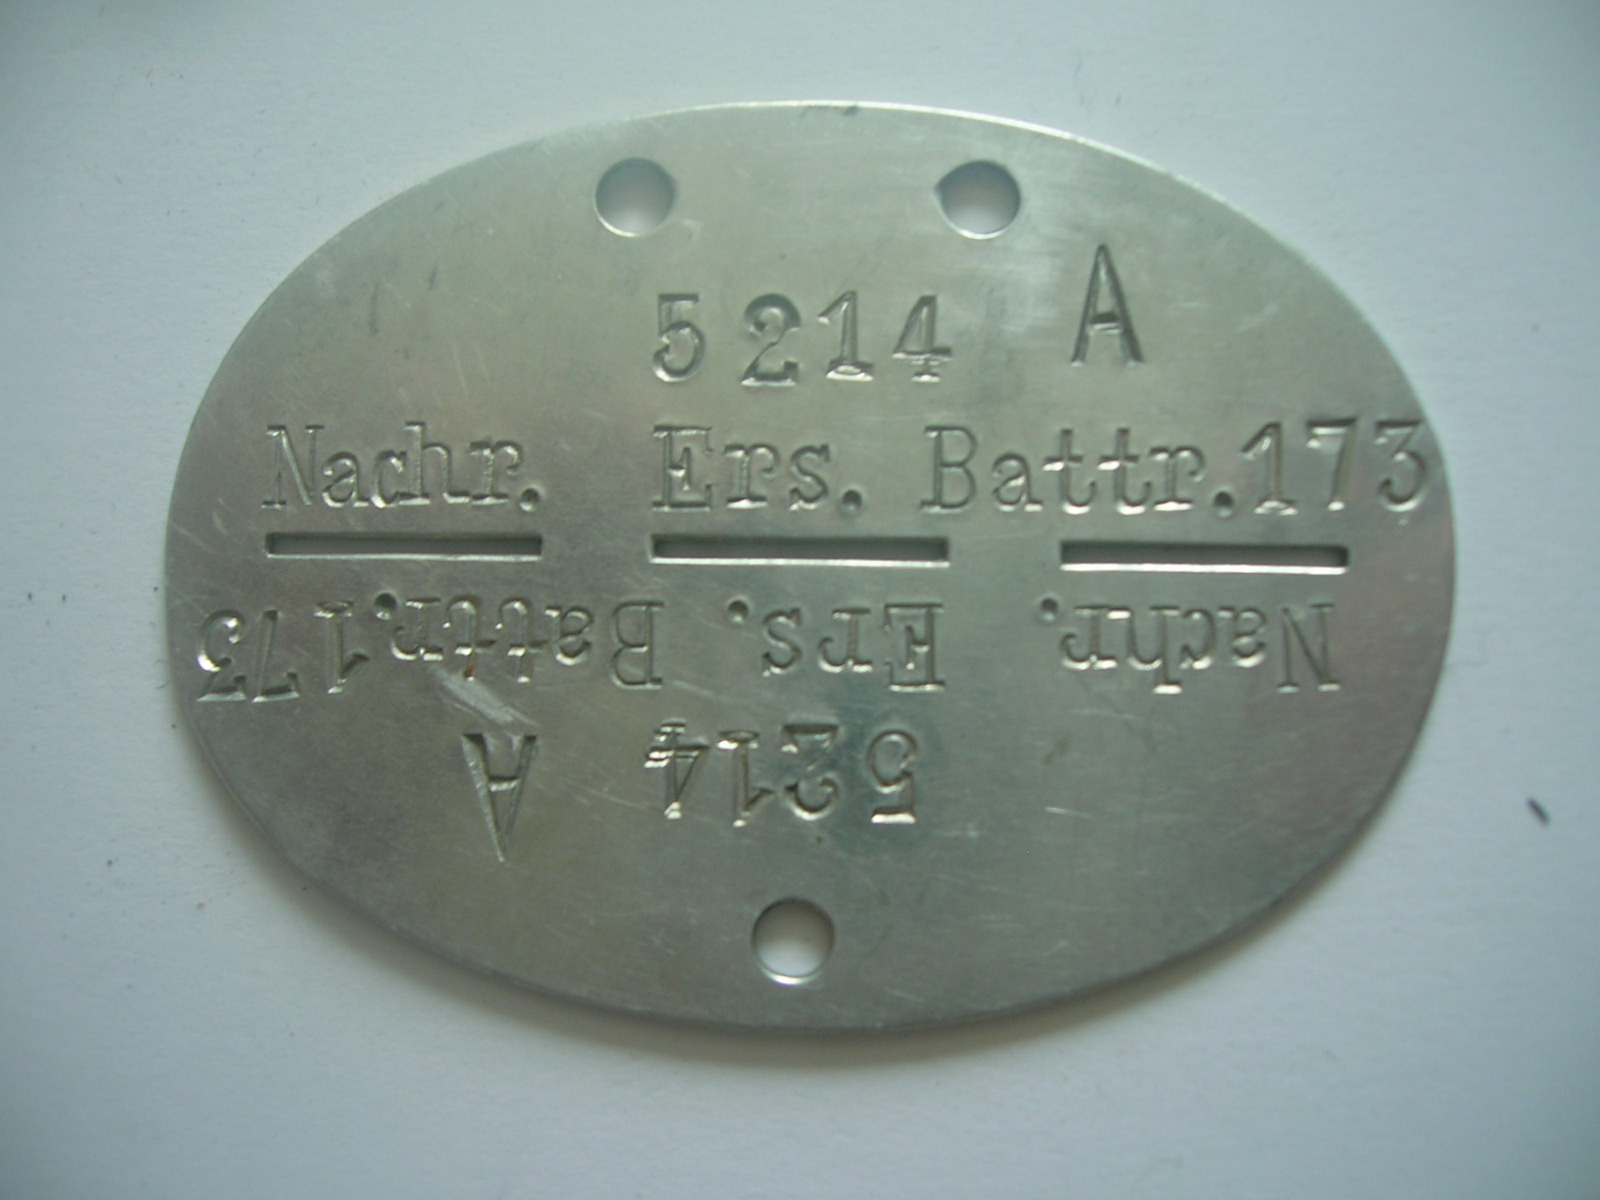 5214 A
Nachr. Ers. Battr.173
Nachr. Ers. Battr.173
5214 A